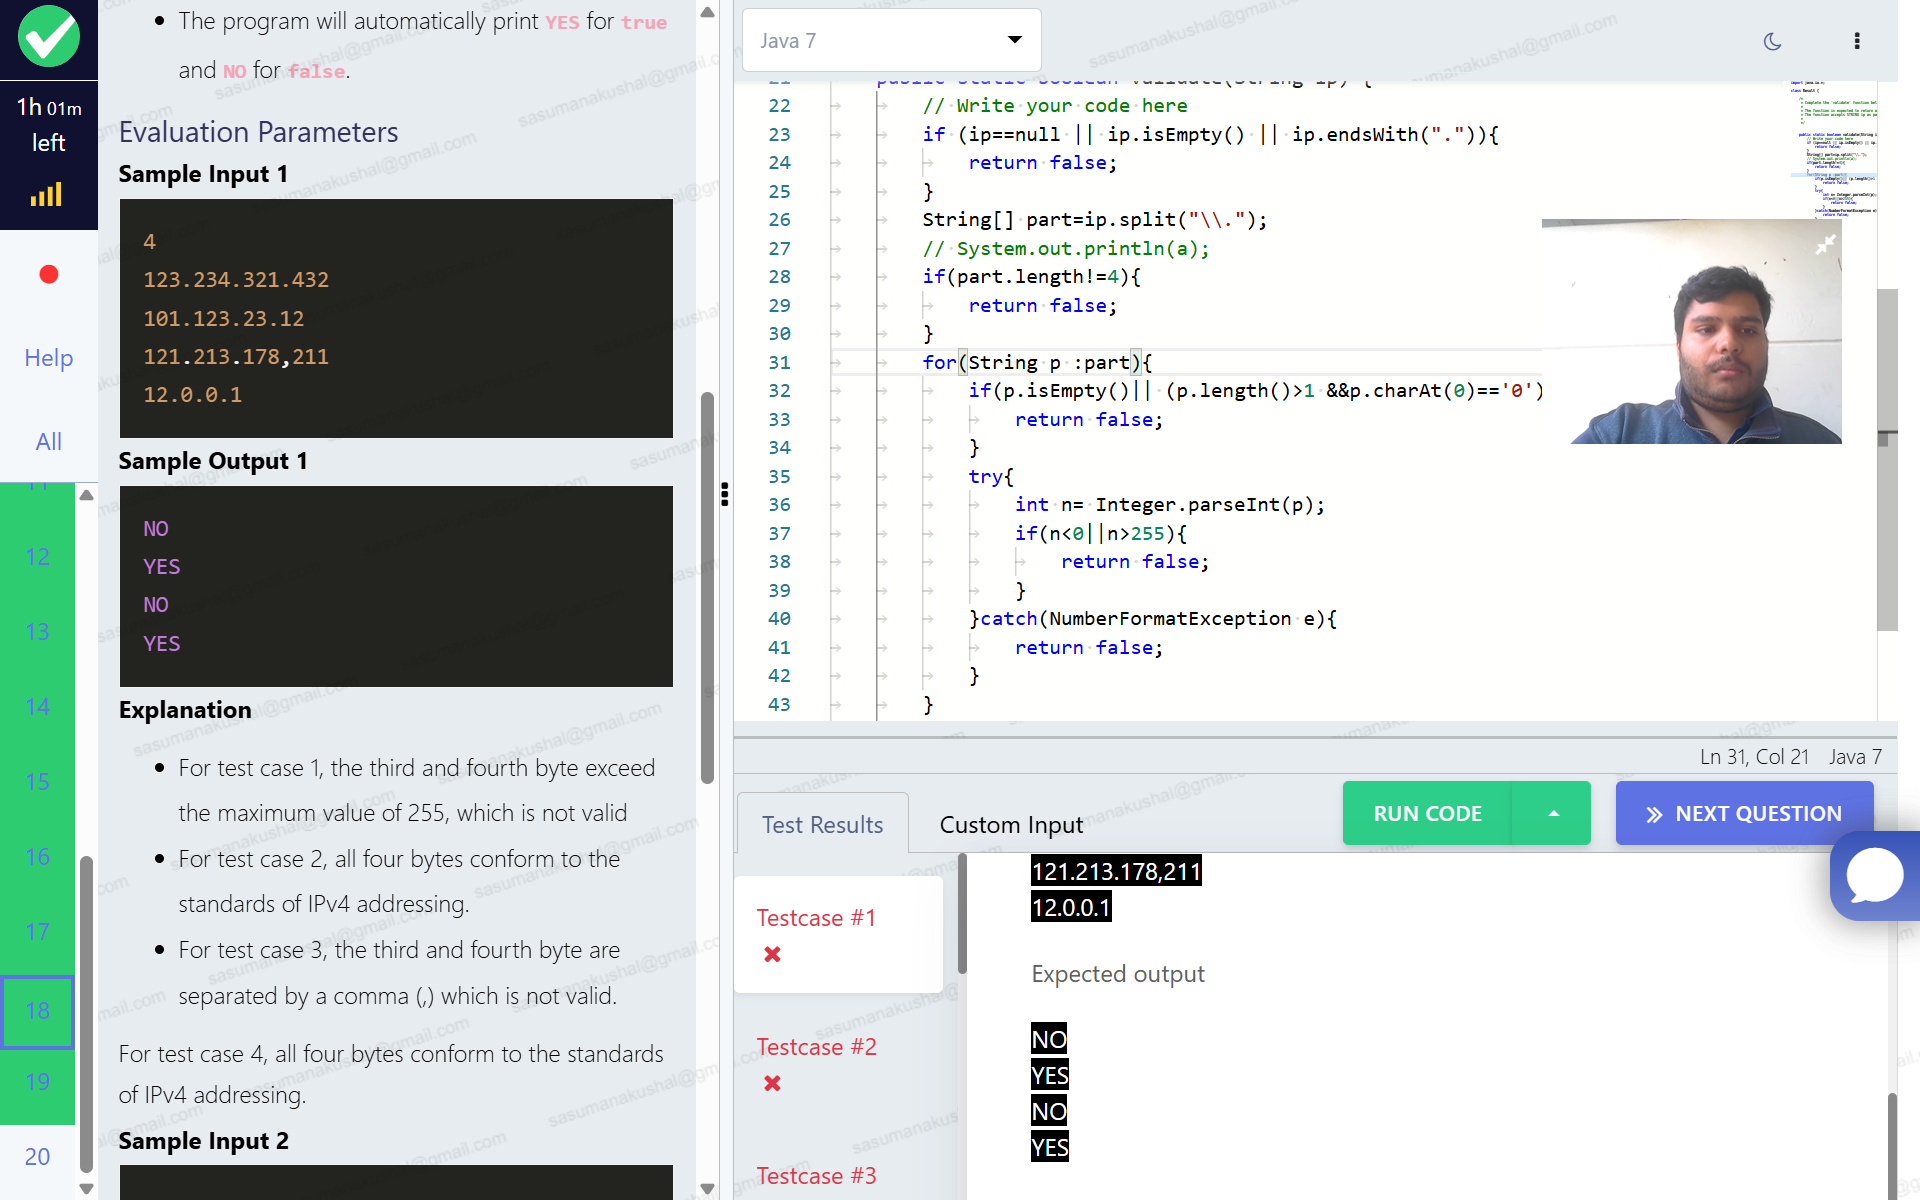 The program will automatically print YES for true
and NO for false.
1h 01m
left
Help
All
12
13
14
15
16
17
18
19
20
Evaluation Parameters
Sample Input 1
4
123.234.321.432
101.123.23.12
121.213.178,211
12.0.0.1
Sample Output 1
NO
YES
NO
YES
Explanation
For test case 1, the third and fourth byte exceed
the maximum value of 255, which is not valid
For test case 2, all four bytes conform to the
standards of IPv4 addressing.
For test case 3, the third and fourth byte are
separated by a comma (,) which is not valid.
For test case 4, all four bytes conform to the standards
of IPv4 addressing.
Sample Input 2
Java 7
21 public static boolean validate(String ip) {
22 // Write your code here
23 if (ip==null || ip.isEmpty() || ip.endsWith(".")){
24 return false;
25 }
26 String[] part=ip.split("\\.");
27 // System.out.println(a);
28 if(part.length!=4){
29 return false;
30 }
31 for(String p :part){
32 if(p.isEmpty()|| (p.length()>1 &&p.charAt(0)=='0')
33 return false;
34 }
35 try{
36 int n= Integer.parseInt(p);
37 if(n<0||n>255){
38 return false;
39 }
40 }catch(NumberFormatException e){
41 return false;
42 }
43 }
Ln 31, Col 21 Java 7
Test Results
Custom Input
RUN CODE
NEXT QUESTION
Testcase #1
Testcase #2
Testcase #3
121.213.178,211
12.0.0.1
Expected output
NO
YES
NO
YES
sasumanakushal@gmail.com